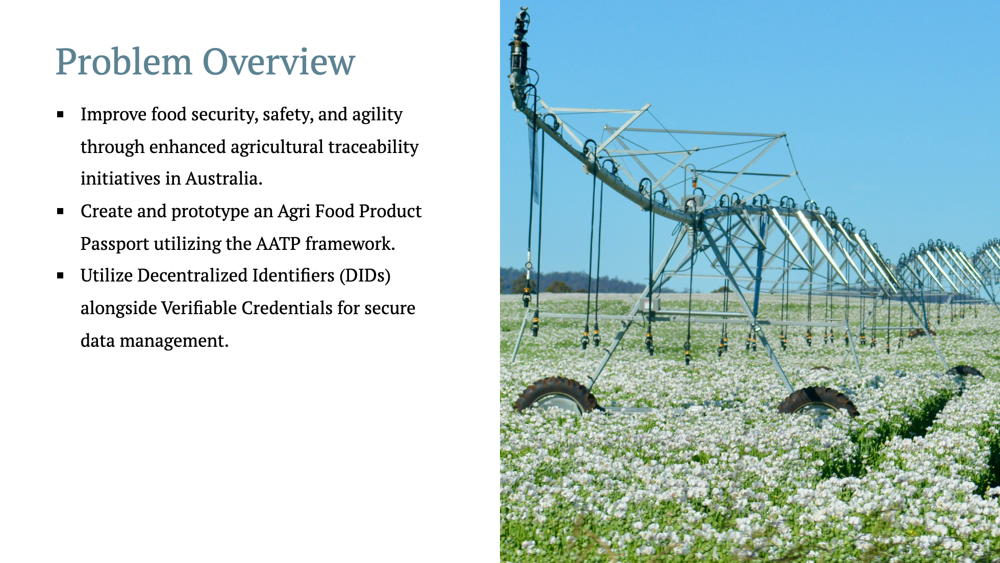 Problem Overview
▪ Improve food security, safety, and agility
through enhanced agricultural traceability
initiatives in Australia.
▪ Create and prototype an Agri Food Product
Passport utilizing the AATP framework.
▪ Utilize Decentralized Identifiers (DIDs)
alongside Verifiable Credentials for secure
data management.